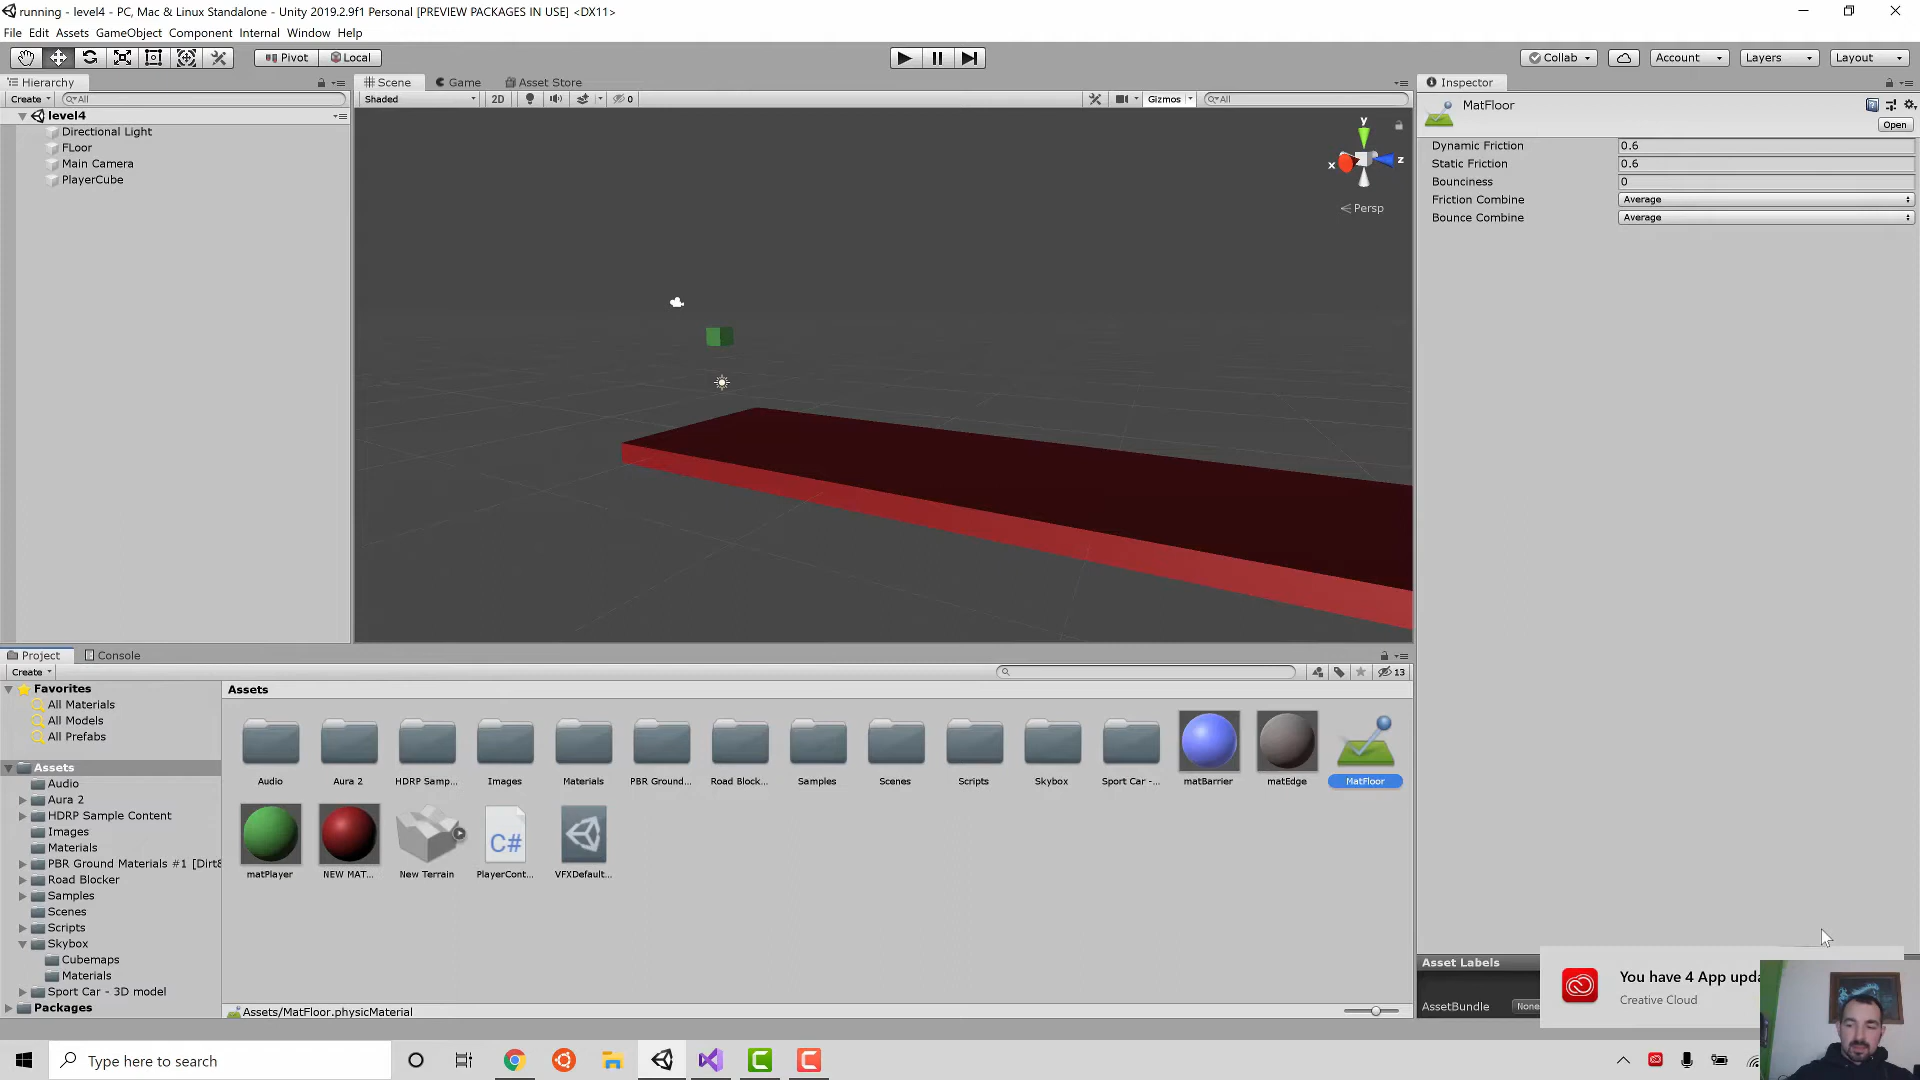 running - level4 - PC, Mac & Linux Standalone - Unity 2019.2.9f1 Personal [PREVIEW PACKAGES IN USE] <DX11>
File Edit Assets GameObject Component Internal Window Help
Pivot Local Collab Account Layers Layout
Hierarchy Scene Game Asset Store Inspector
Create All Shaded 2D 0 Gizmos All
level4
Directional Light
FLoor
Main Camera
PlayerCube
y
x z
Persp
MatFloor
Open
Dynamic Friction 0.6
Static Friction 0.6
Bounciness 0
Friction Combine Average
Bounce Combine Average
Project Console
Create 13
Favorites
All Materials
All Models
All Prefabs
Assets
Audio
Aura 2
HDRP Sample Content
Images
Materials
PBR Ground Materials #1 [Dirt&
Road Blocker
Samples
Scenes
Scripts
Skybox
Cubemaps
Materials
Sport Car - 3D model
Packages
Assets
Audio Aura 2 HDRP Samp... Images Materials PBR Ground... Road Block... Samples Scenes Scripts Skybox Sport Car -... matBarrier matEdge MatFloor
C#
matPlayer NEW MAT... New Terrain PlayerCont... VFXDefault...
Assets/MatFloor.physicMaterial
Asset Labels
AssetBundle None
You have 4 App upda
Creative Cloud
Type here to search